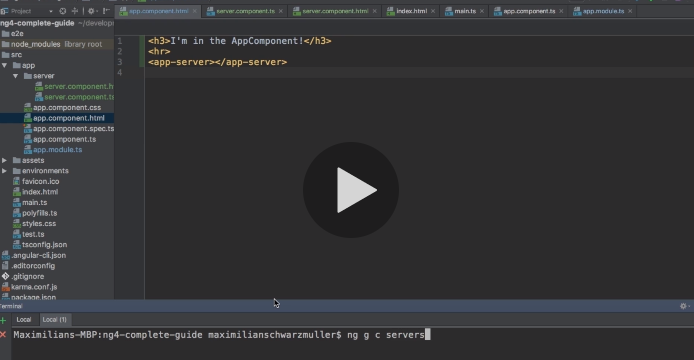 Project
app.component.html
server.component.ts
server.component.html
index.html
main.ts
app.component.ts
app.module.ts
ng4-complete-guide ~/develop
e2e
node_modules library root
src
app
server
server.component.h
server.component.ts
app.component.css
app.component.html
app.component.spec.ts
app.component.ts
app.module.ts
assets
environments
favicon.ico
index.html
main.ts
polyfills.ts
styles.css
test.ts
tsconfig.json
.angular-cli.json
.editorconfig
.gitignore
karma.conf.js
package.json
1 <h3>I'm in the AppComponent!</h3>
2 <hr>
3 <app-server></app-server>
4
Terminal
Local Local (1)
Maximilians-MBP:ng4-complete-guide maximilianschwarzmuller$ ng g c servers